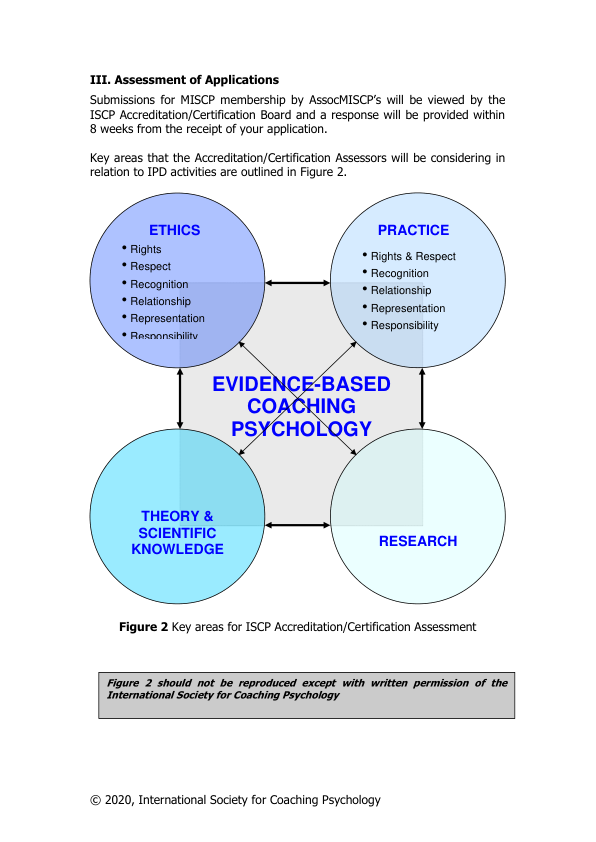 III. Assessment of Applications
Submissions for MISCP membership by AssocMISCP's will be viewed by the
ISCP Accreditation/Certification Board and a response will be provided within
8 weeks from the receipt of your application.
Key areas that the Accreditation/Certification Assessors will be considering in
relation to IPD activities are outlined in Figure 2.
ETHICS
• Rights
• Respect
• Recognition
• Relationship
• Representation
• Responsibility
PRACTICE
• Rights & Respect
• Recognition
• Relationship
• Representation
• Responsibility
EVIDENCE-BASED
COACHING
PSYCHOLOGY
THEORY &
SCIENTIFIC
KNOWLEDGE
RESEARCH
Figure 2 Key areas for ISCP Accreditation/Certification Assessment
Figure 2 should not be reproduced except with written permission of the
International Society for Coaching Psychology
© 2020, International Society for Coaching Psychology